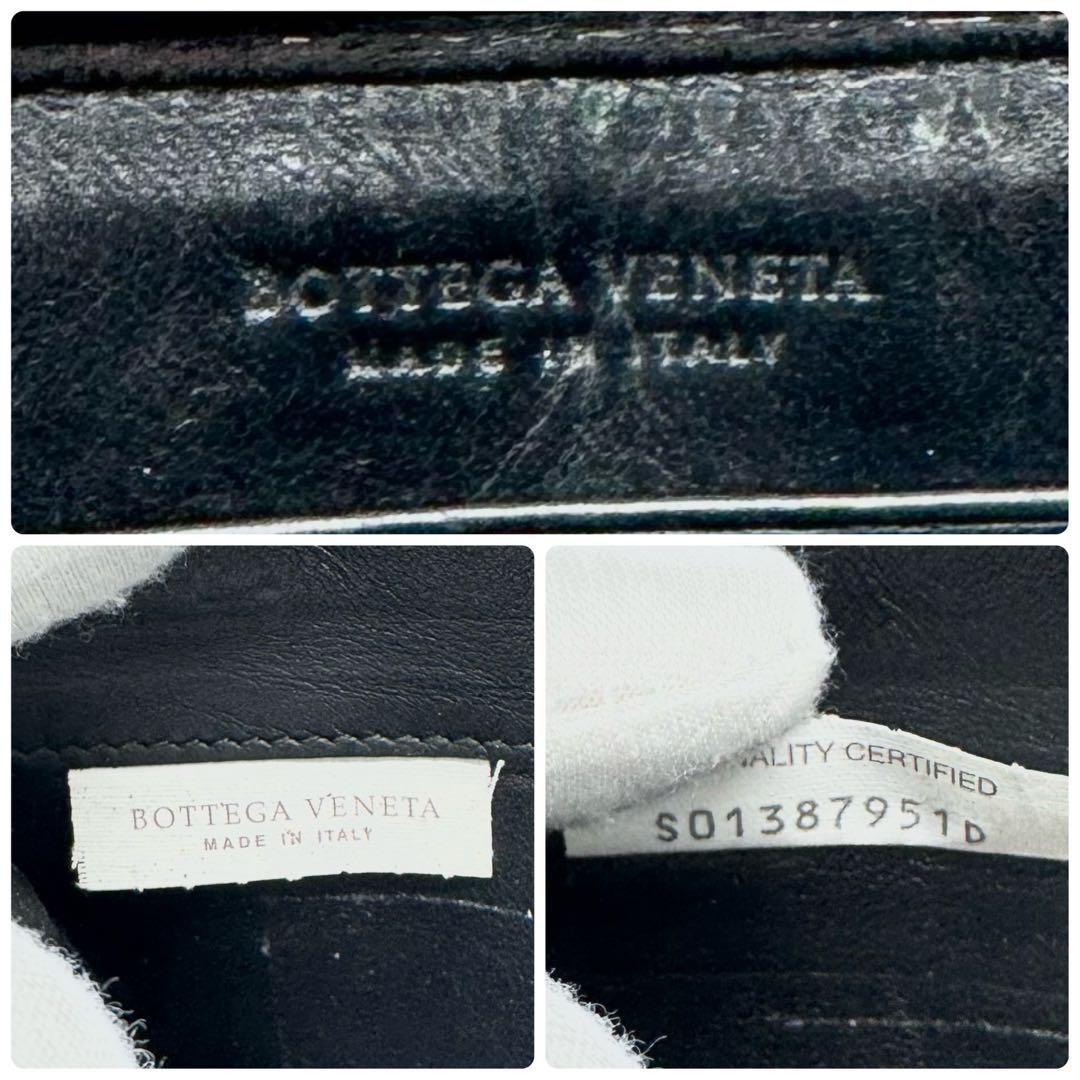 BOTTEGA VENETA
MADE IN ITALY
BOTTEGA VENETA
MADE IN ITALY
CERTIFIED
S01387951D